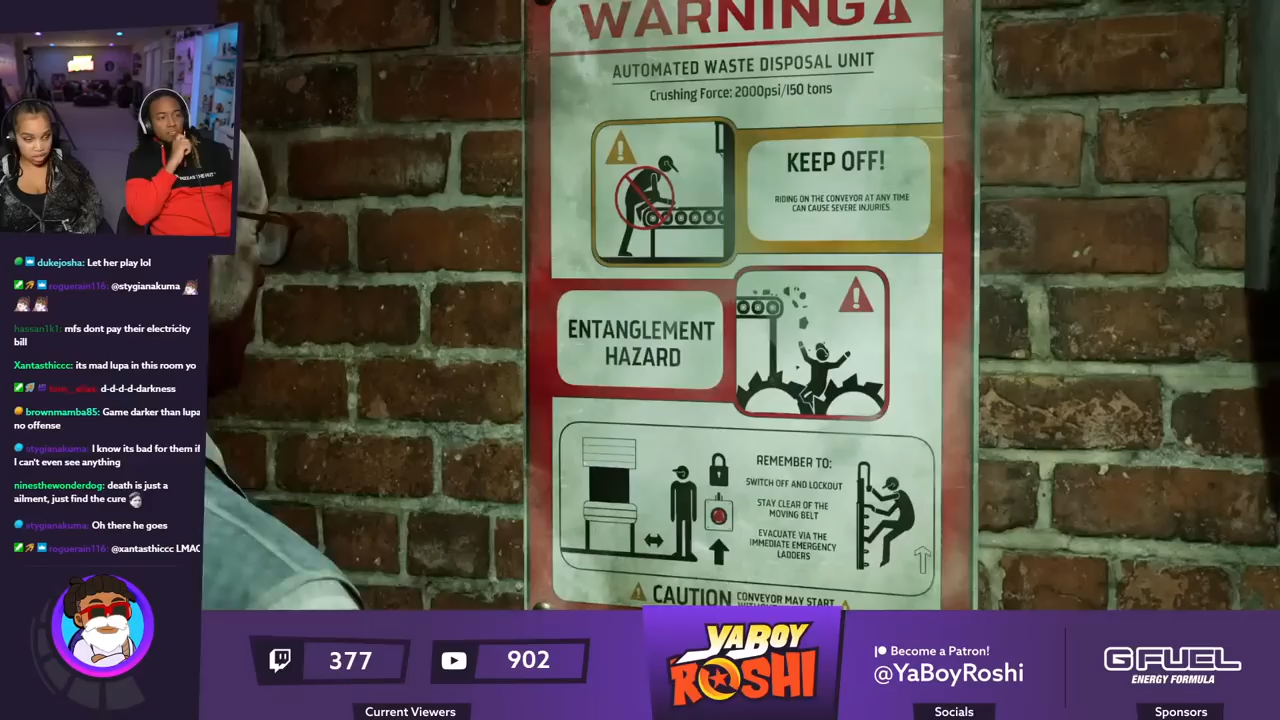 WARNING
AUTOMATED WASTE DISPOSAL UNIT
Crushing Force: 2000psi/150 tons
KEEP OFF!
RIDING ON THE CONVEYOR AT ANY TIME
CAN CAUSE SEVERE INJURIES.
ENTANGLEMENT
HAZARD
REMEMBER TO:
SWITCH OFF AND LOCKOUT
STAY CLEAR OF THE
MOVING BELT
EVACUATE VIA THE
IMMEDIATE EMERGENCY
LADDERS
CAUTION
CONVEYOR MAY START
dukejosha: Let her play lol
roguerain116: @stygianakuma
hassan1k1: mfs dont pay their electricity
bill
Xantasthiccc: its mad lupa in this room yo
d-d-d-d-darkness
brownmamba85: Game darker than lupa
no offense
stygianakuma: I know its bad for them if
I can't even see anything
ninesthewonderdog: death is just a
ailment, just find the cure
stygianakuma: Oh there he goes
roguerain116: @xantasthiccc LMAO
377
902
Current Viewers
YABOY
ROSHI
Become a Patron!
@YaBoyRoshi
Socials
G FUEL
ENERGY FORMULA
Sponsors